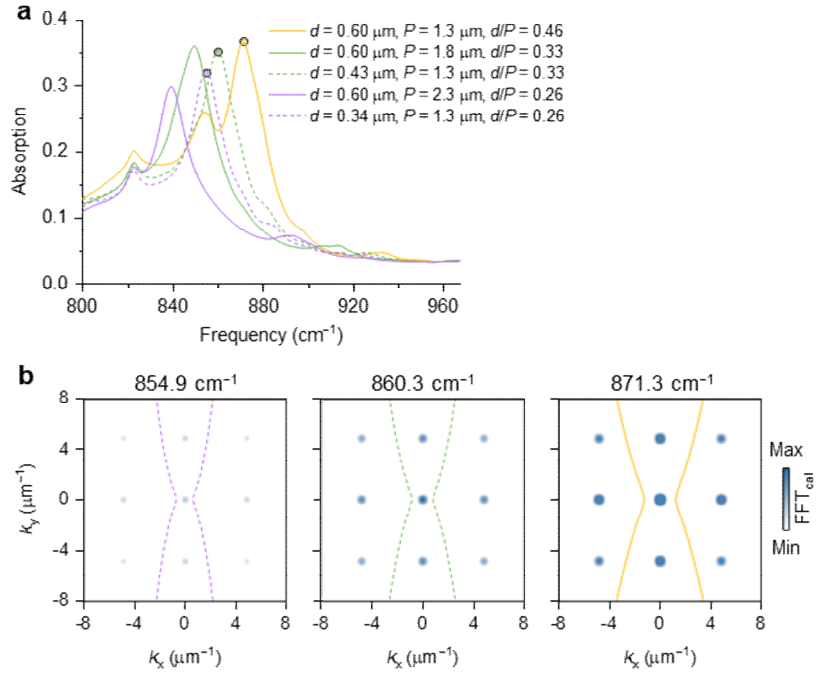 a
0.4
0.3
0.2
0.1
0.0
Absorption
800 840 880 920 960
Frequency (cm⁻¹)
d = 0.60 μm, P = 1.3 μm, d/P = 0.46
d = 0.60 μm, P = 1.8 μm, d/P = 0.33
d = 0.43 μm, P = 1.3 μm, d/P = 0.33
d = 0.60 μm, P = 2.3 μm, d/P = 0.26
d = 0.34 μm, P = 1.3 μm, d/P = 0.26
b
854.9 cm⁻¹ 860.3 cm⁻¹ 871.3 cm⁻¹
8
4
0
-4
-8
ky (μm⁻¹)
-8 -4 0 4 8 -8 -4 0 4 8 -8 -4 0 4 8
kx (μm⁻¹) kx (μm⁻¹) kx (μm⁻¹)
Max
FFTcal
Min